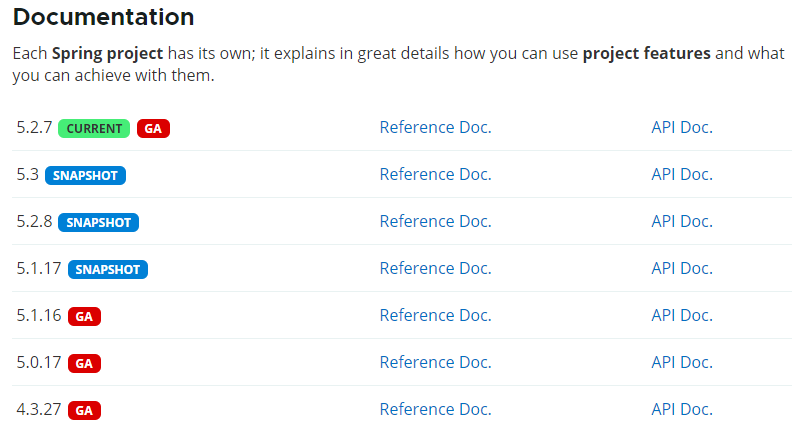 Documentation
Each Spring project has its own; it explains in great details how you can use project features and what
you can achieve with them.
5.2.7 CURRENT GA Reference Doc. API Doc.
5.3 SNAPSHOT Reference Doc. API Doc.
5.2.8 SNAPSHOT Reference Doc. API Doc.
5.1.17 SNAPSHOT Reference Doc. API Doc.
5.1.16 GA Reference Doc. API Doc.
5.0.17 GA Reference Doc. API Doc.
4.3.27 GA Reference Doc. API Doc.